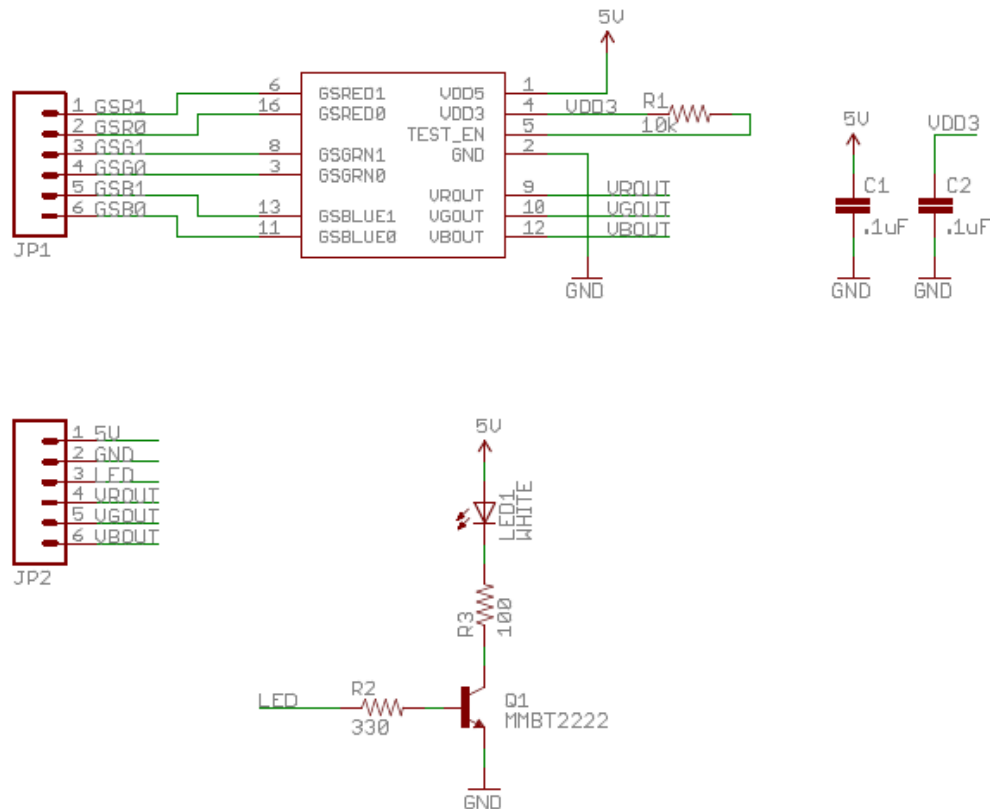 5V
6 GSRED1 VDD5 1
16 GSRED0 VDD3 4 VDD3 R1
10k
TEST_EN 5
8 GSGRN1 GND 2
3 GSGRN0
VROUT 9 VROUT
13 GSBLUE1 VGOUT 10 VGOUT
11 GSBLUE0 VBOUT 12 VBOUT
GND
1 GSR1
2 GSR0
3 GSG1
4 GSG0
5 GSB1
6 GSB0
JP1
5V
C1
.1uF
GND
VDD3
C2
.1uF
GND
1 5V
2 GND
3 LED
4 VROUT
5 VGOUT
6 VBOUT
JP2
5V
LED1
WHITE
R3
100
LED
R2
330
Q1
MMBT2222
GND